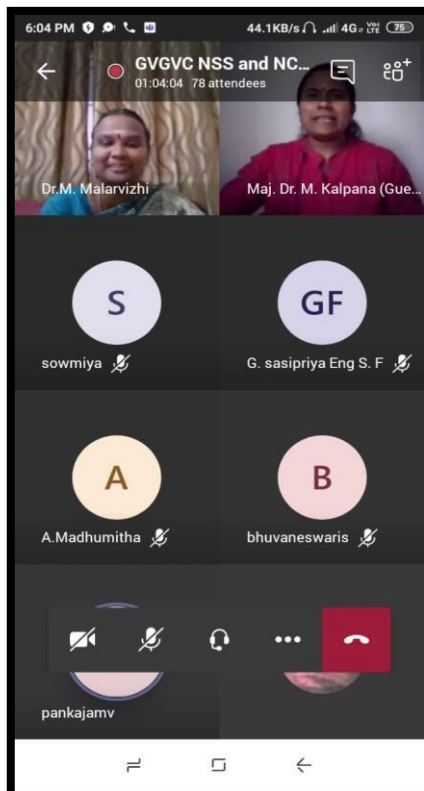 6:04 PM 44.1KB/s 4G+ VoLTE 75
GVGVC NSS and NC...
01:04:04 78 attendees
Dr.M. Malarvizhi Maj. Dr. M. Kalpana (Gue...
S GF
sowmiya G. sasipriya Eng S. F
A B
A.Madhumitha bhuvaneswaris
pankajamv